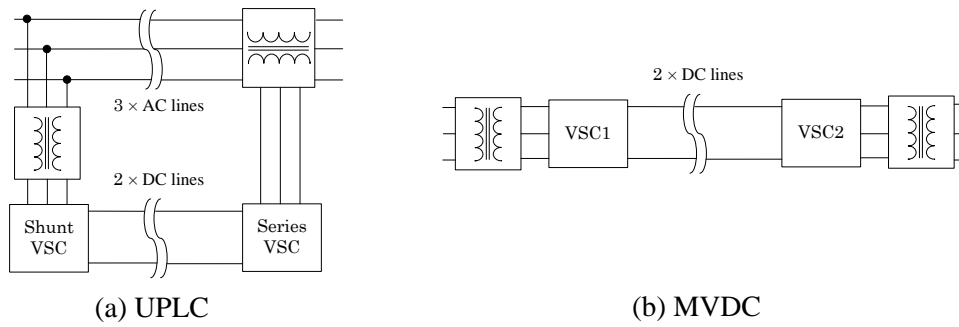 3 × AC lines
2 × DC lines
Shunt
VSC
Series
VSC
(a) UPLC
2 × DC lines
VSC1
VSC2
(b) MVDC